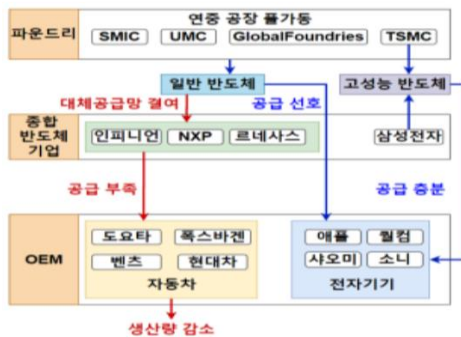 연중 공장 풀가동
파운드리
SMIC UMC GlobalFoundries TSMC
일반 반도체 고성능 반도체
대체공급망 결여 공급 선호
종합
반도체
기업
인피니언 NXP 르네사스 삼성전자
공급 부족 공급 충분
OEM
도요타 폭스바겐 애플 퀄컴
벤츠 현대차 샤오미 소니
자동차 전자기기
생산량 감소